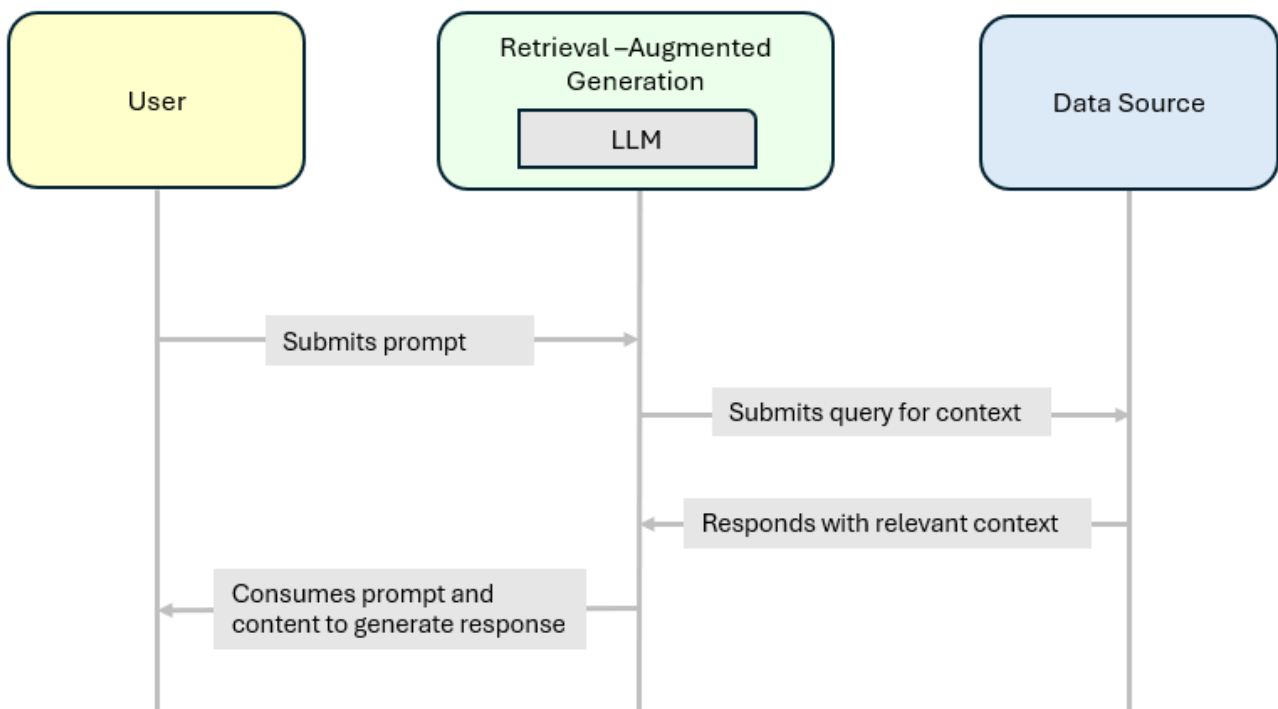 User
Retrieval –Augmented
Generation
LLM
Data Source
Submits prompt
Submits query for context
Responds with relevant context
Consumes prompt and
content to generate response